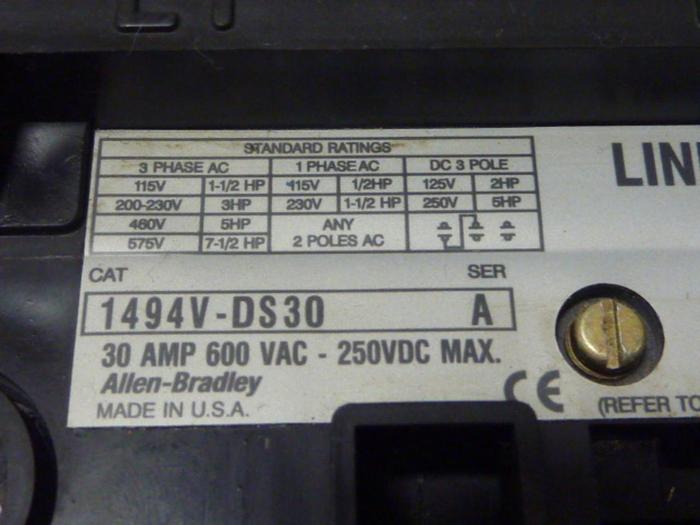 STANDARD RATINGS
3 PHASE AC 1 PHASE AC DC 3 POLE
115V 1-1/2 HP 115V 1/2HP 125V 2HP
200-230V 3HP 230V 1-1/2 HP 250V 5HP
460V 5HP ANY
575V 7-1/2 HP 2 POLES AC
LIN
CAT SER
1494V-DS30 A
30 AMP 600 VAC - 250VDC MAX.
Allen-Bradley
MADE IN U.S.A.
CE
(REFER TO